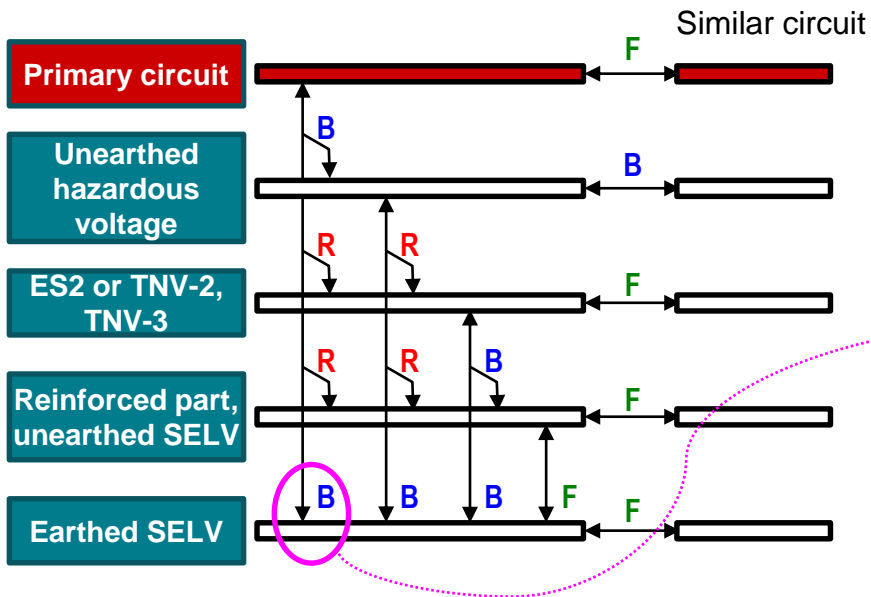 Similar circuit
Primary circuit
F
B
Unearthed
hazardous
voltage
B
R R
ES2 or TNV-2,
TNV-3
F
R R B
Reinforced part,
unearthed SELV
F
B B B F
Earthed SELV
F